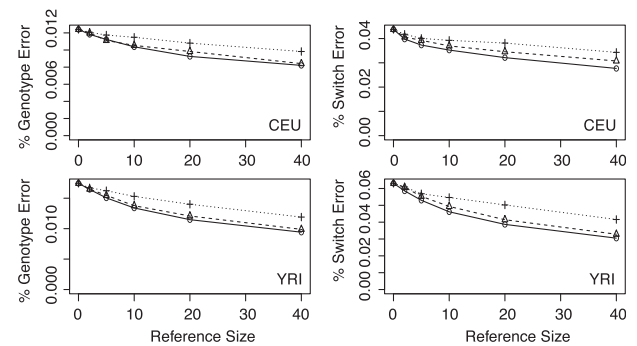 % Genotype Error
0.000 0.006 0.012
CEU
0 10 20 30 40
% Switch Error
0.00 0.02 0.04
CEU
0 10 20 30 40
% Genotype Error
0.000 0.010
YRI
0 10 20 30 40
Reference Size
% Switch Error
0.00 0.02 0.04 0.06
YRI
0 10 20 30 40
Reference Size